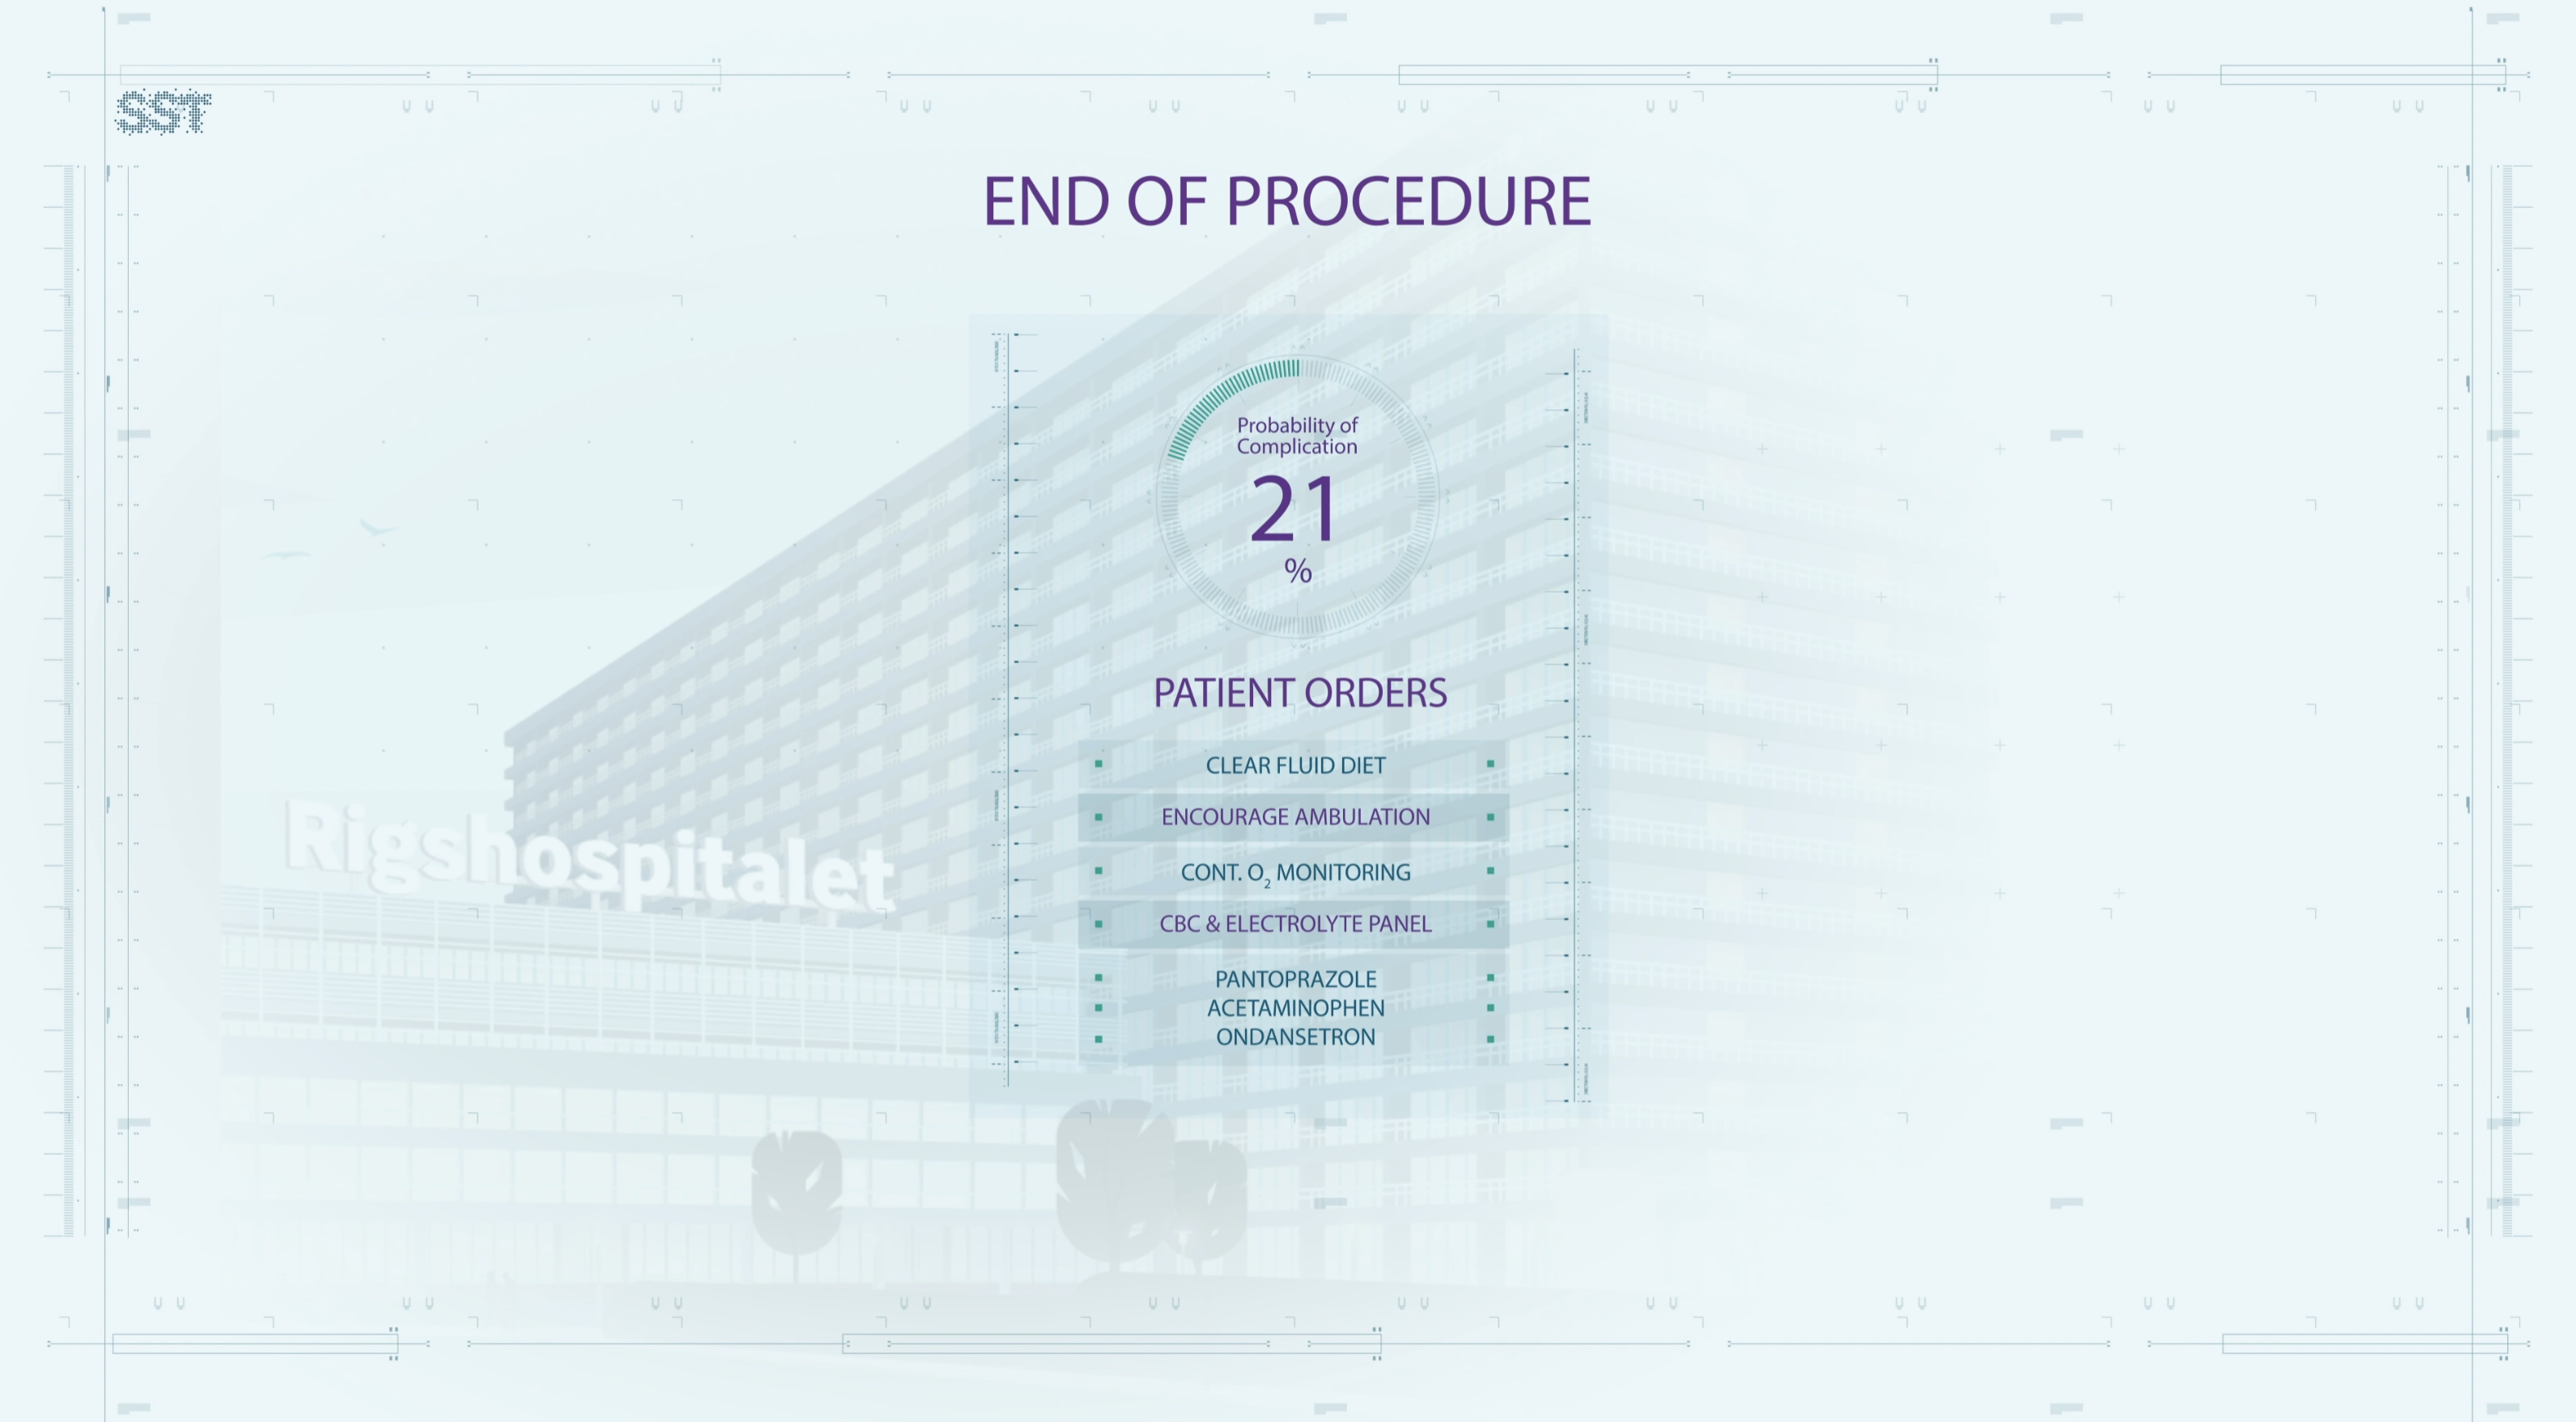 SST
END OF PROCEDURE
Probability of
Complication
21
%
PATIENT ORDERS
CLEAR FLUID DIET
ENCOURAGE AMBULATION
CONT. O₂ MONITORING
CBC & ELECTROLYTE PANEL
PANTOPRAZOLE
ACETAMINOPHEN
ONDANSETRON
Rigshospitalet